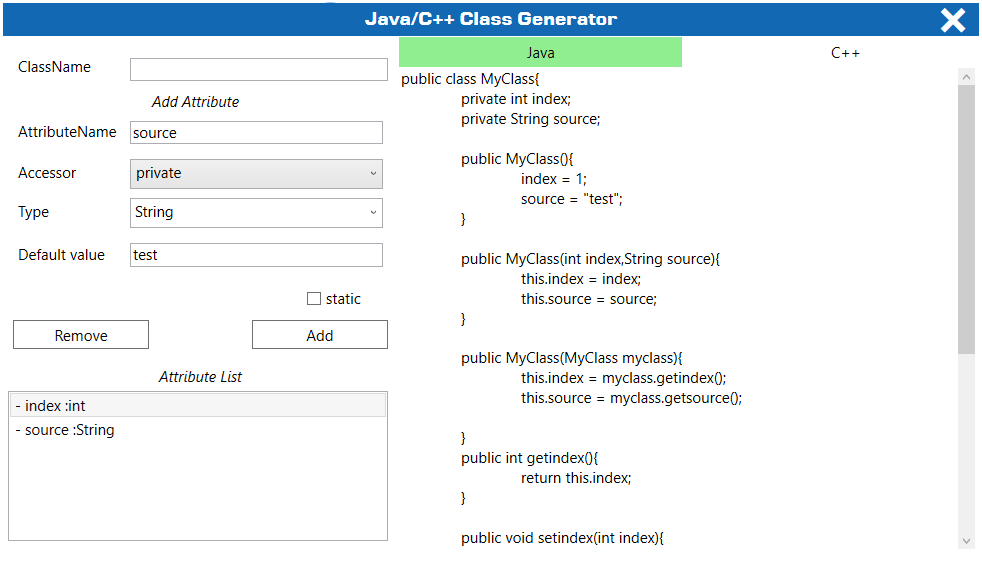 Java/C++ Class Generator
ClassName
Add Attribute
AttributeName source
Accessor private
Type String
Default value test
static
Remove Add
Attribute List
- index :int
- source :String
Java C++
public class MyClass{
private int index;
private String source;
public MyClass(){
index = 1;
source = "test";
}
public MyClass(int index,String source){
this.index = index;
this.source = source;
}
public MyClass(MyClass myclass){
this.index = myclass.getindex();
this.source = myclass.getsource();
}
public int getindex(){
return this.index;
}
public void setindex(int index){